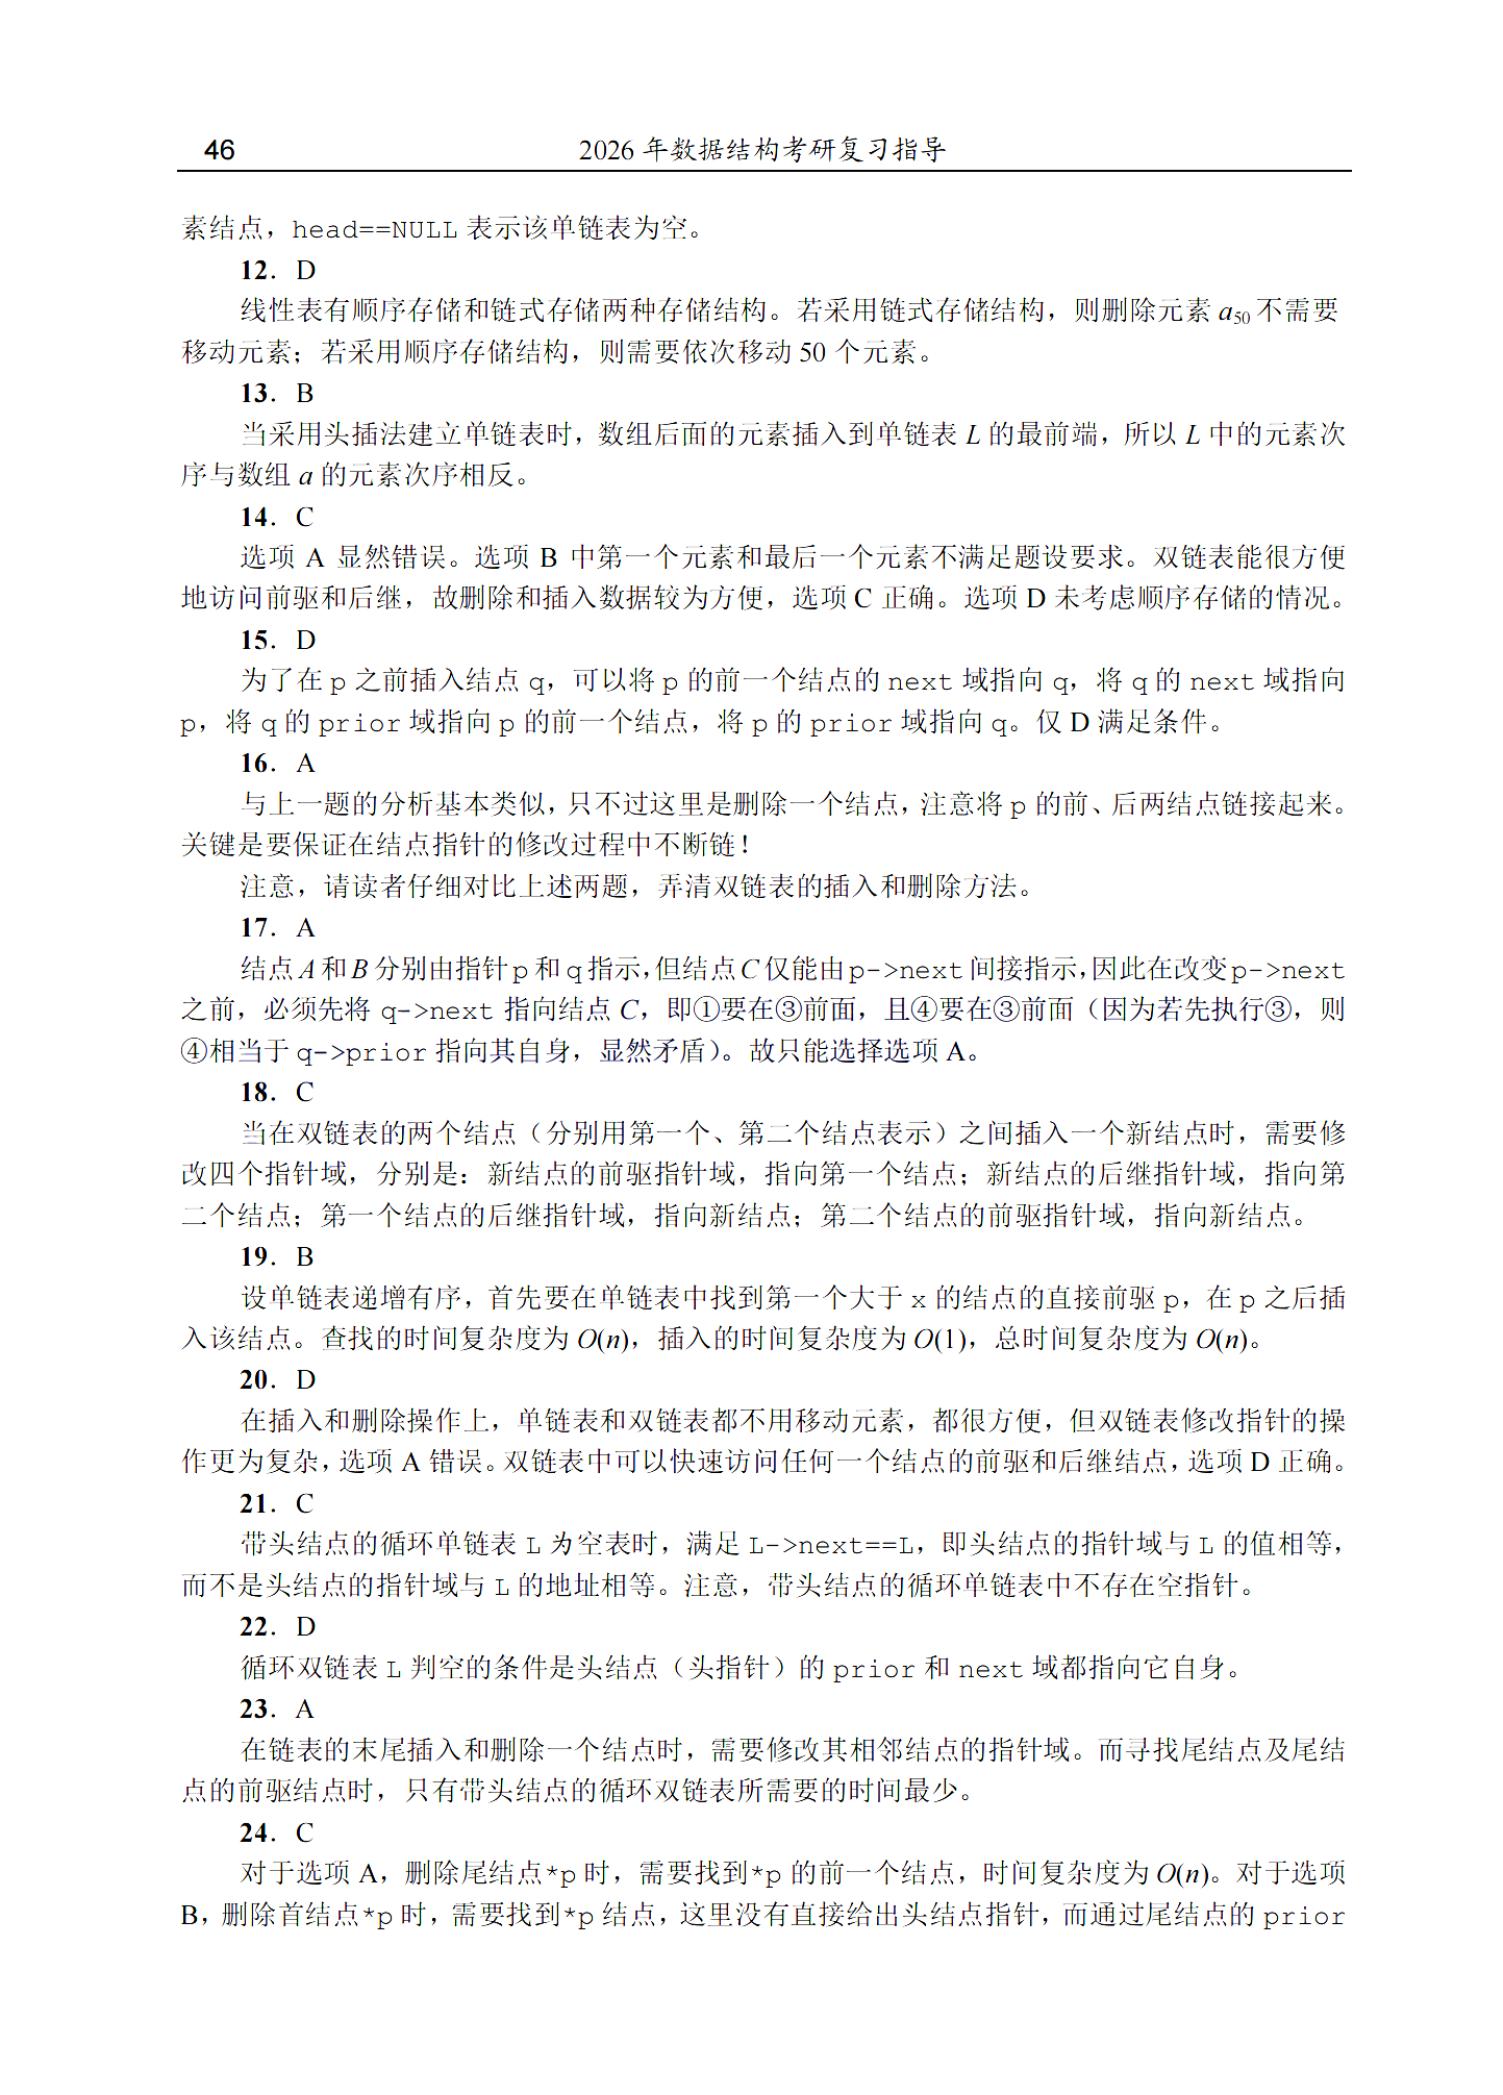 46 2026 年数据结构考研复习指导
素结点，head==NULL 表示该单链表为空。
12．D
线性表有顺序存储和链式存储两种存储结构。若采用链式存储结构，则删除元素 a50 不需要
移动元素；若采用顺序存储结构，则需要依次移动 50 个元素。
13．B
当采用头插法建立单链表时，数组后面的元素插入到单链表 L 的最前端，所以 L 中的元素次
序与数组 a 的元素次序相反。
14．C
选项 A 显然错误。选项 B 中第一个元素和最后一个元素不满足题设要求。双链表能很方便
地访问前驱和后继，故删除和插入数据较为方便，选项 C 正确。选项 D 未考虑顺序存储的情况。
15．D
为了在 p 之前插入结点 q，可以将 p 的前一个结点的 next 域指向 q，将 q 的 next 域指向
p，将 q 的 prior 域指向 p 的前一个结点，将 p 的 prior 域指向 q。仅 D 满足条件。
16．A
与上一题的分析基本类似，只不过这里是删除一个结点，注意将 p 的前、后两结点链接起来。
关键是要保证在结点指针的修改过程中不断链！
注意，请读者仔细对比上述两题，弄清双链表的插入和删除方法。
17．A
结点 A 和 B 分别由指针 p 和 q 指示，但结点 C 仅能由 p->next 间接指示，因此在改变 p->next
之前，必须先将 q->next 指向结点 C，即①要在③前面，且④要在③前面（因为若先执行③，则
④相当于 q->prior 指向其自身，显然矛盾）。故只能选择选项 A。
18．C
当在双链表的两个结点（分别用第一个、第二个结点表示）之间插入一个新结点时，需要修
改四个指针域，分别是：新结点的前驱指针域，指向第一个结点；新结点的后继指针域，指向第
二个结点；第一个结点的后继指针域，指向新结点；第二个结点的前驱指针域，指向新结点。
19．B
设单链表递增有序，首先要在单链表中找到第一个大于 x 的结点的直接前驱 p，在 p 之后插
入该结点。查找的时间复杂度为 O(n)，插入的时间复杂度为 O(1)，总时间复杂度为 O(n)。
20．D
在插入和删除操作上，单链表和双链表都不用移动元素，都很方便，但双链表修改指针的操
作更为复杂，选项 A 错误。双链表中可以快速访问任何一个结点的前驱和后继结点，选项 D 正确。
21．C
带头结点的循环单链表 L 为空表时，满足 L->next==L，即头结点的指针域与 L 的值相等，
而不是头结点的指针域与 L 的地址相等。注意，带头结点的循环单链表中不存在空指针。
22．D
循环双链表 L 判空的条件是头结点（头指针）的 prior 和 next 域都指向它自身。
23．A
在链表的末尾插入和删除一个结点时，需要修改其相邻结点的指针域。而寻找尾结点及尾结
点的前驱结点时，只有带头结点的循环双链表所需要的时间最少。
24．C
对于选项 A，删除尾结点*p 时，需要找到*p 的前一个结点，时间复杂度为 O(n)。对于选项
B，删除首结点*p 时，需要找到*p 结点，这里没有直接给出头结点指针，而通过尾结点的 prior